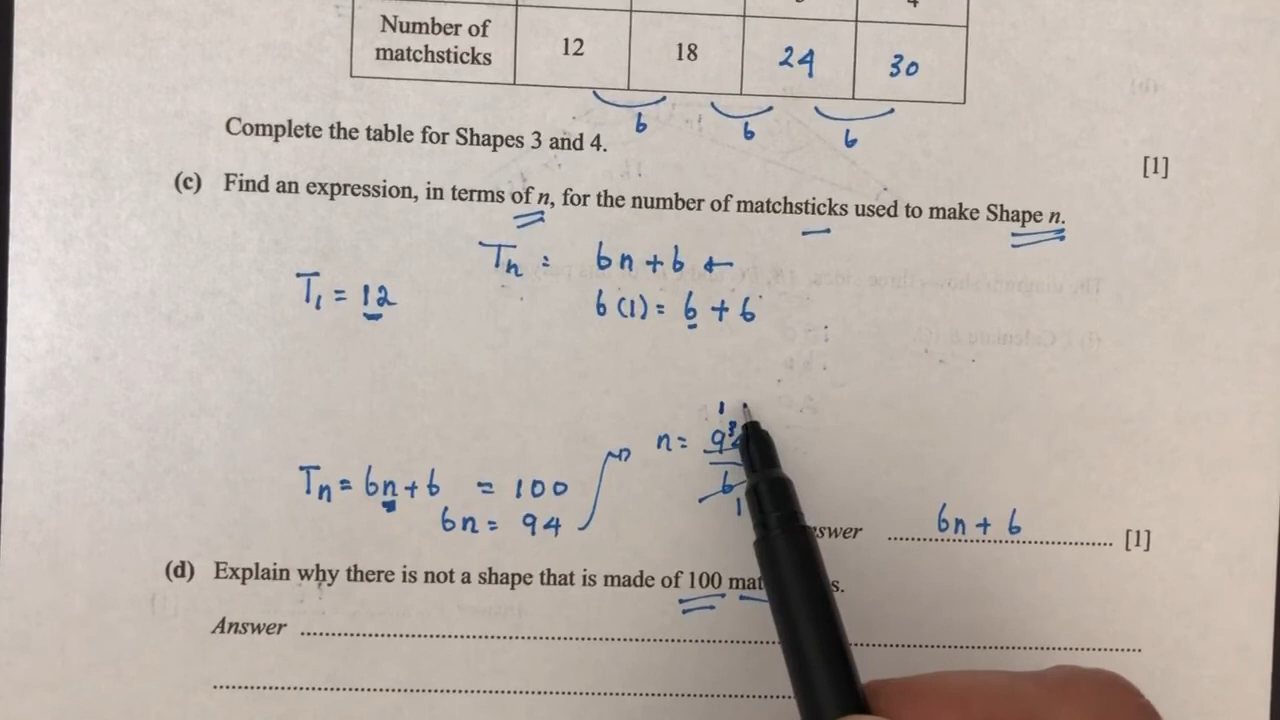 Number of
matchsticks
12
18
24
30
6
6
6
Complete the table for Shapes 3 and 4.
[1]
(c) Find an expression, in terms of n, for the number of matchsticks used to make Shape n.
Tn = 6n + 6 ←
T1 = 12
6 (1) = 6 + 6
Tn = 6n + 6 = 100
n =
6
1
6n = 94
6n + 6
[1]
(d) Explain why there is not a shape that is made of 100
Answer